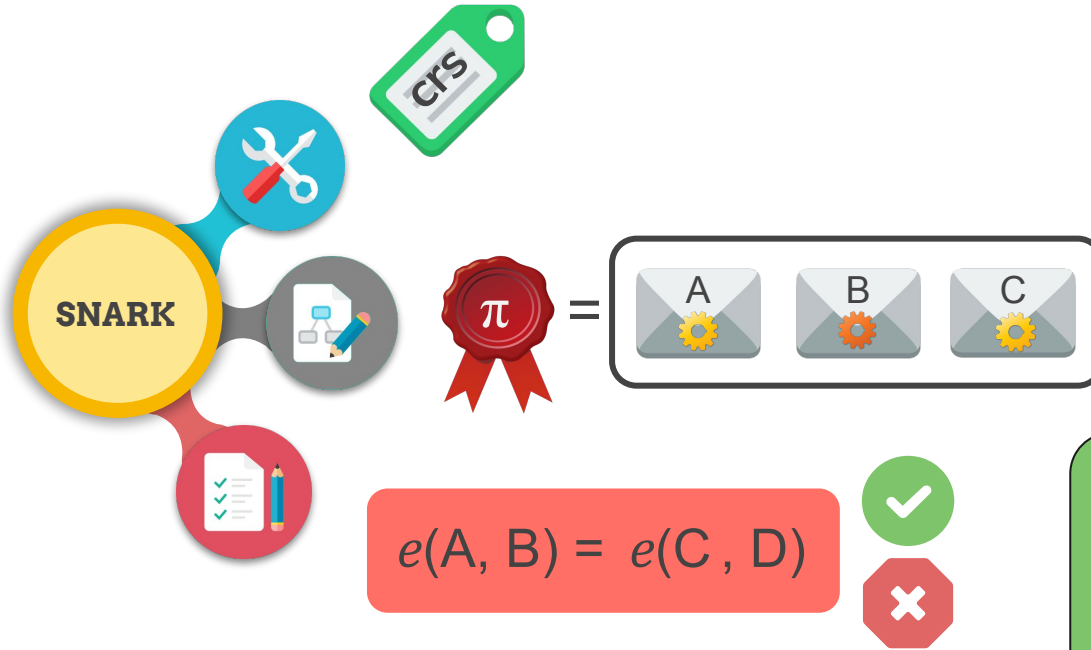 crs
SNARK
π = A B C
e(A, B) = e(C , D)